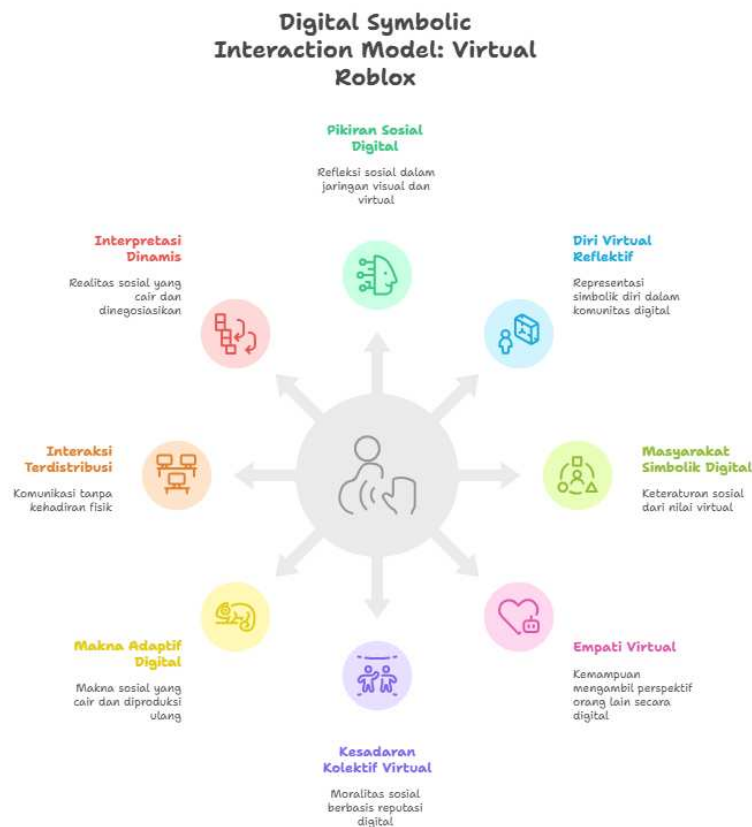 Digital Symbolic
Interaction Model: Virtual
Roblox
Pikiran Sosial
Digital
Refleksi sosial dalam
jaringan visual dan
virtual
Interpretasi
Dinamis
Realitas sosial yang
cair dan
dinegosiasikan
Diri Virtual
Reflektif
Representasi
simbolik diri dalam
komunitas digital
Interaksi
Terdistribusi
Komunikasi tanpa
kehadiran fisik
Masyarakat
Simbolik Digital
Keteraturan sosial
dari nilai virtual
Makna Adaptif
Digital
Makna sosial yang
cair dan diproduksi
ulang
Empati Virtual
Kemampuan
mengambil perspektif
orang lain secara
digital
Kesadaran
Kolektif Virtual
Moralitas sosial
berbasis reputasi
digital